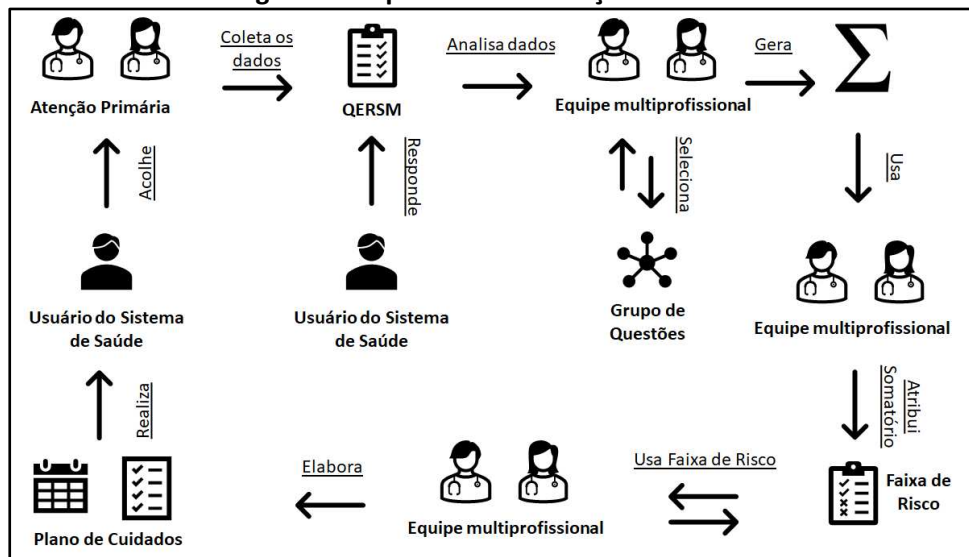 Coleta os
dados
Analisa dados
Gera
Atenção Primária
QERSM
Equipe multiprofissional
Acolhe
Responde
Seleciona
Usa
Usuário do Sistema
de Saúde
Usuário do Sistema
de Saúde
Grupo de
Questões
Equipe multiprofissional
Realiza
Atribui
Somatório
Elabora
Usa Faixa de Risco
Faixa de
Risco
Equipe multiprofissional
Plano de Cuidados